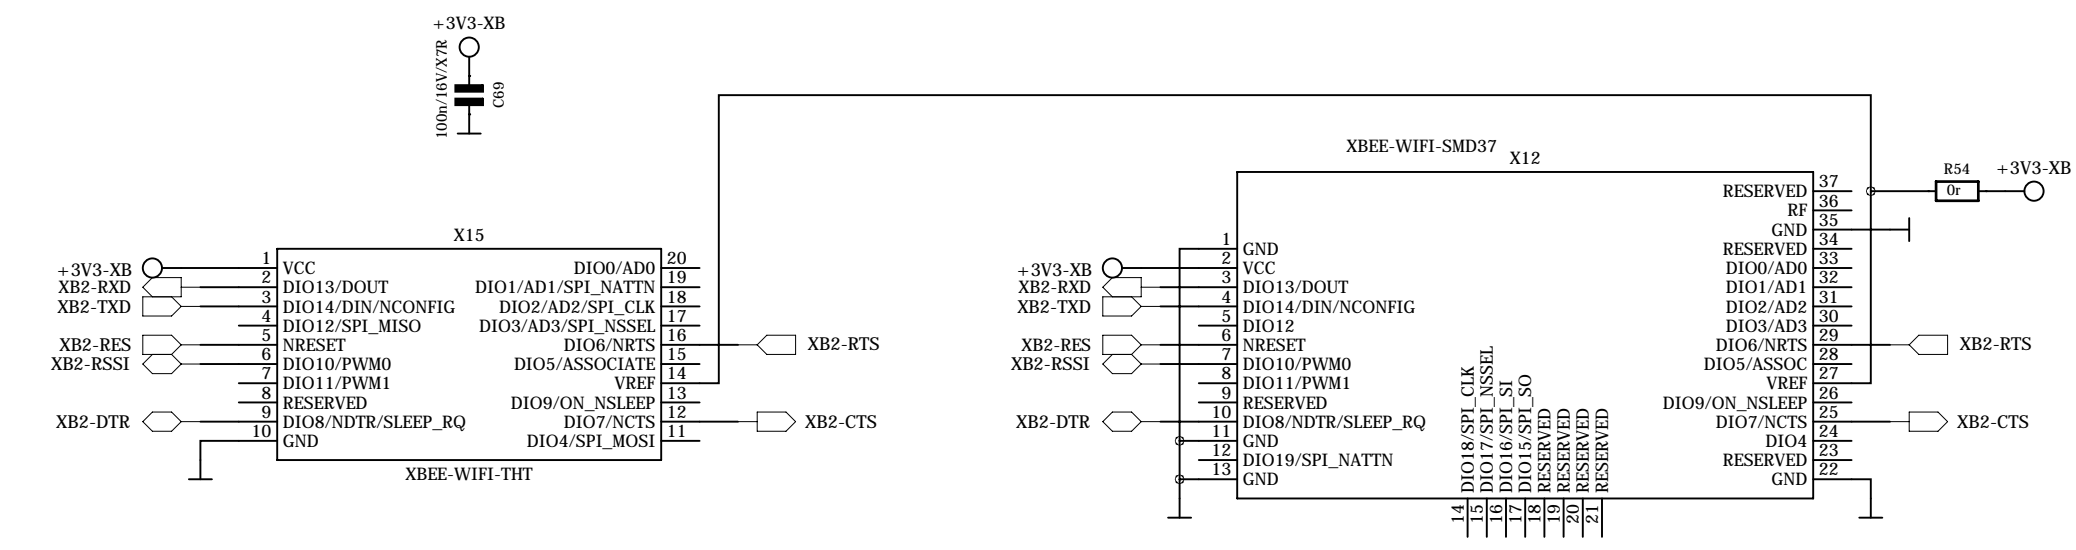 +3V3-XB
100n/16V/X7R
C69
XBEE-WIFI-SMD37
X12
R54
+3V3-XB
0r
X15
+3V3-XB
XB2-RXD
XB2-TXD
XB2-RES
XB2-RSSI
XB2-DTR
1 VCC
2 DIO13/DOUT
3 DIO14/DIN/NCONFIG
4 DIO12/SPI_MISO
5 NRESET
6 DIO10/PWM0
7 DIO11/PWM1
8 RESERVED
9 DIO8/NDTR/SLEEP_RQ
10 GND
DIO0/AD0 20
DIO1/AD1/SPI_NATTN 19
DIO2/AD2/SPI_CLK 18
DIO3/AD3/SPI_NSSEL 17
DIO6/NRTS 16
DIO5/ASSOCIATE 15
VREF 14
DIO9/ON_NSLEEP 13
DIO7/NCTS 12
DIO4/SPI_MOSI 11
XB2-RTS
XB2-CTS
XBEE-WIFI-THT
+3V3-XB
XB2-RXD
XB2-TXD
XB2-RES
XB2-RSSI
XB2-DTR
1 GND
2 VCC
3 DIO13/DOUT
4 DIO14/DIN/NCONFIG
5 DIO12
6 NRESET
7 DIO10/PWM0
8 DIO11/PWM1
9 RESERVED
10 DIO8/NDTR/SLEEP_RQ
11 GND
12 DIO19/SPI_NATTN
13 GND
14 DIO18/SPI_CLK
15 DIO17/SPI_NSSEL
16 DIO16/SPI_SI
17 DIO15/SPI_SO
18 RESERVED
19 RESERVED
20 RESERVED
21 RESERVED
RESERVED 37
RF 36
GND 35
RESERVED 34
DIO0/AD0 33
DIO1/AD1 32
DIO2/AD2 31
DIO3/AD3 30
DIO6/NRTS 29
DIO5/ASSOC 28
VREF 27
DIO9/ON_NSLEEP 26
DIO7/NCTS 25
DIO4 24
RESERVED 23
GND 22
XB2-RTS
XB2-CTS